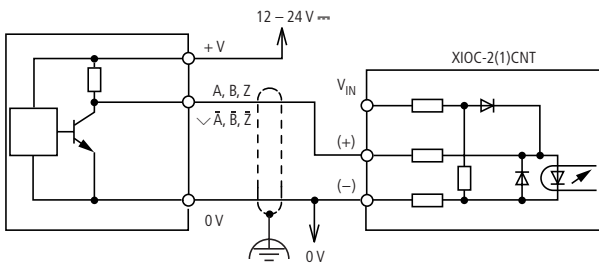 12 – 24 V ⎓
+ V
XIOC-2(1)CNT
A, B, Z
V_IN
∨ A̅, B̅, Z̅
(+)
(–)
0 V
0 V